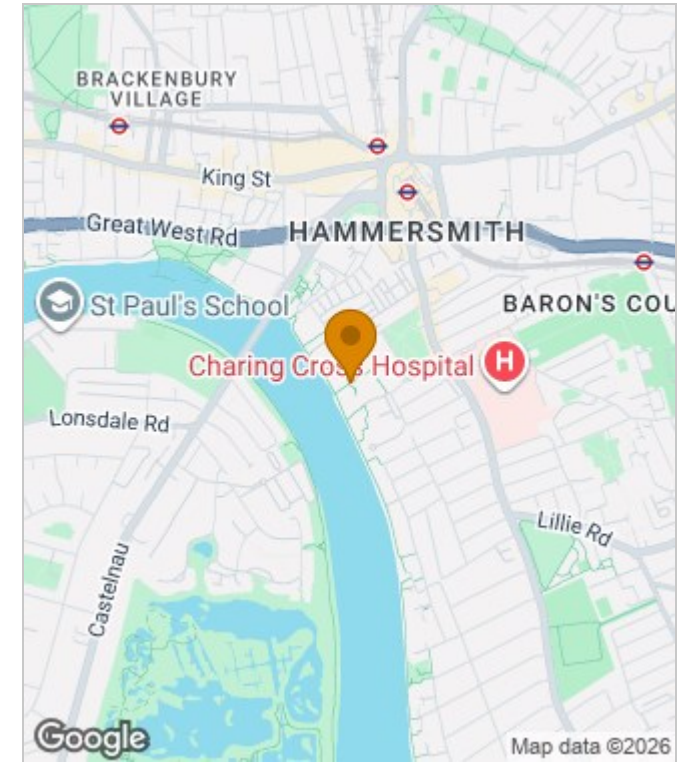 BRACKENBURY
VILLAGE
King St
Great West Rd
HAMMERSMITH
St Paul's School
BARON'S COU
Charing Cross Hospital
H
Lonsdale Rd
Lillie Rd
Castelnau
Google
Map data ©2026